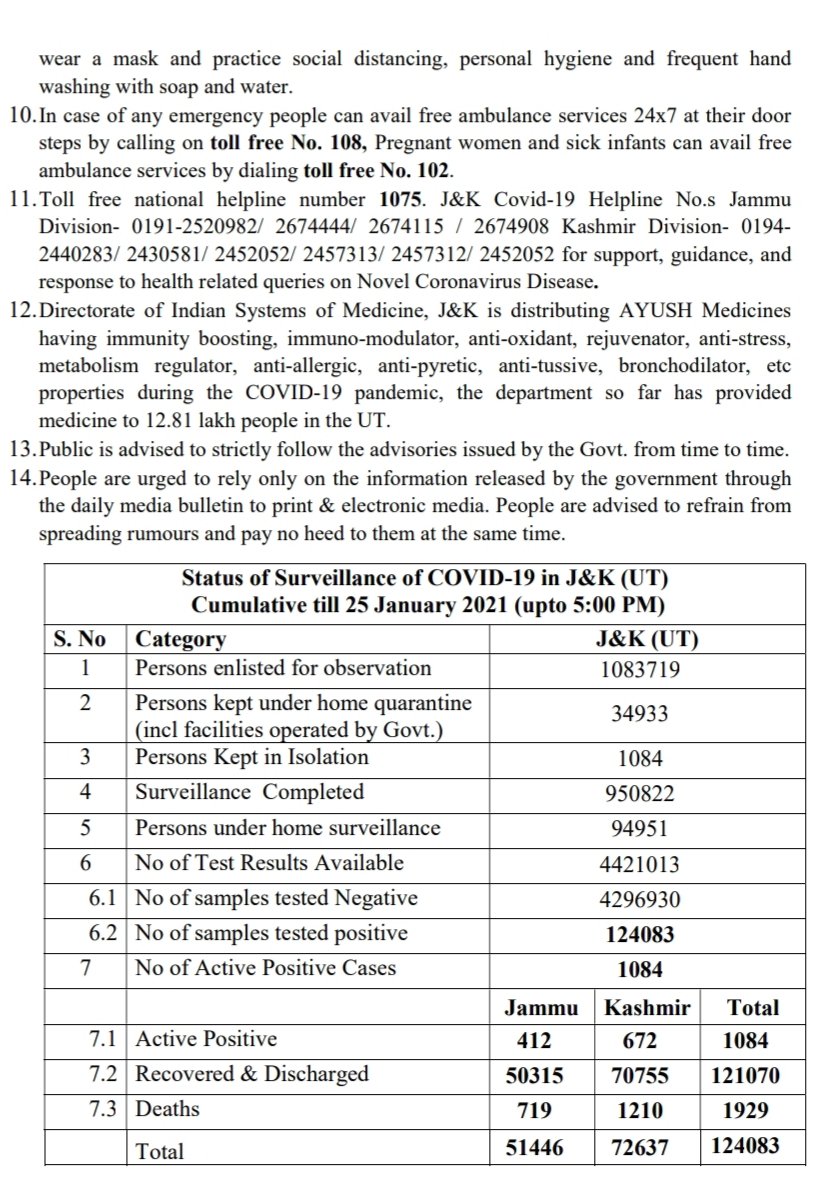 wear a mask and practice social distancing, personal hygiene and frequent hand
washing with soap and water.
10.In case of any emergency people can avail free ambulance services 24x7 at their door
steps by calling on toll free No. 108, Pregnant women and sick infants can avail free
ambulance services by dialing toll free No. 102.
11.Toll free national helpline number 1075. J&K Covid-19 Helpline No.s Jammu
Division- 0191-2520982/ 2674444/ 2674115 / 2674908 Kashmir Division- 0194-
2440283/ 2430581/ 2452052/ 2457313/ 2457312/ 2452052 for support, guidance, and
response to health related queries on Novel Coronavirus Disease.
12.Directorate of Indian Systems of Medicine, J&K is distributing AYUSH Medicines
having immunity boosting, immuno-modulator, anti-oxidant, rejuvenator, anti-stress,
metabolism regulator, anti-allergic, anti-pyretic, anti-tussive, bronchodilator, etc
properties during the COVID-19 pandemic, the department so far has provided
medicine to 12.81 lakh people in the UT.
13.Public is advised to strictly follow the advisories issued by the Govt. from time to time.
14.People are urged to rely only on the information released by the government through
the daily media bulletin to print & electronic media. People are advised to refrain from
spreading rumours and pay no heed to them at the same time.
Status of Surveillance of COVID-19 in J&K (UT)
Cumulative till 25 January 2021 (upto 5:00 PM)
S. No Category J&K (UT)
1 Persons enlisted for observation 1083719
2 Persons kept under home quarantine
(incl facilities operated by Govt.) 34933
3 Persons Kept in Isolation 1084
4 Surveillance Completed 950822
5 Persons under home surveillance 94951
6 No of Test Results Available 4421013
6.1 No of samples tested Negative 4296930
6.2 No of samples tested positive 124083
7 No of Active Positive Cases 1084
Jammu Kashmir Total
7.1 Active Positive 412 672 1084
7.2 Recovered & Discharged 50315 70755 121070
7.3 Deaths 719 1210 1929
Total 51446 72637 124083